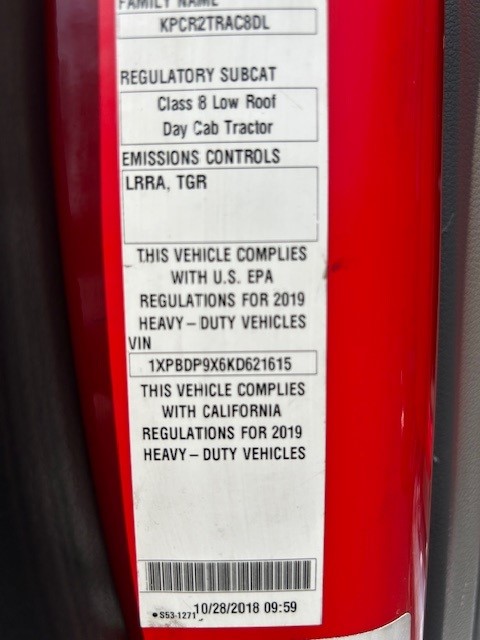 FAMILY NAME
KPCR2TRAC8DL
REGULATORY SUBCAT
Class 8 Low Roof
Day Cab Tractor
EMISSIONS CONTROLS
LRRA, TGR
THIS VEHICLE COMPLIES
WITH U.S. EPA
REGULATIONS FOR 2019
HEAVY-DUTY VEHICLES
VIN
1XPBDP9X6KD621615
THIS VEHICLE COMPLIES
WITH CALIFORNIA
REGULATIONS FOR 2019
HEAVY-DUTY VEHICLES
•S53-1271 10/28/2018 09:59